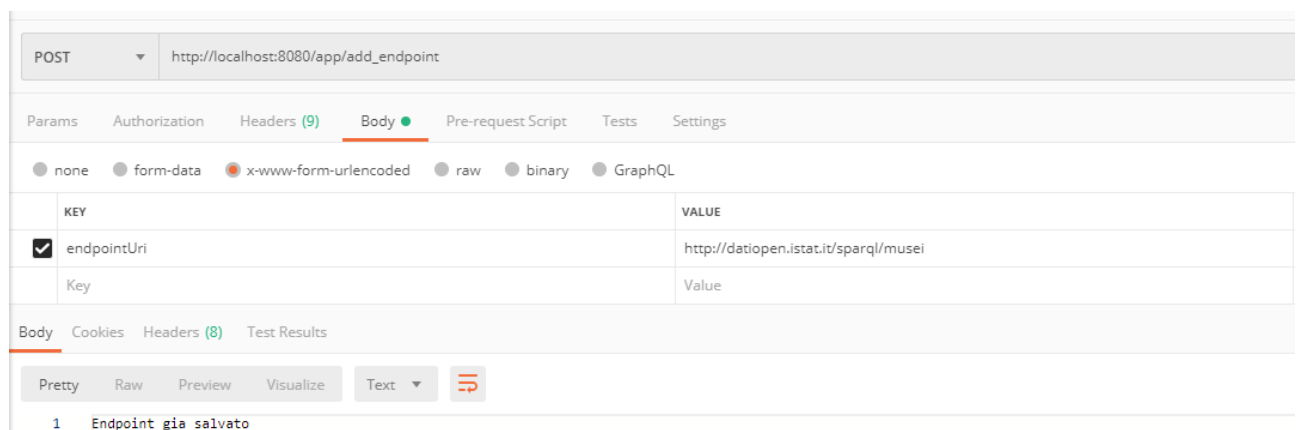 POST http://localhost:8080/app/add_endpoint
Params Authorization Headers (9) Body Pre-request Script Tests Settings
none form-data x-www-form-urlencoded raw binary GraphQL
KEY VALUE
endpointUri http://datiopen.istat.it/sparql/musei
Key Value
Body Cookies Headers (8) Test Results
Pretty Raw Preview Visualize Text
1 Endpoint gia salvato